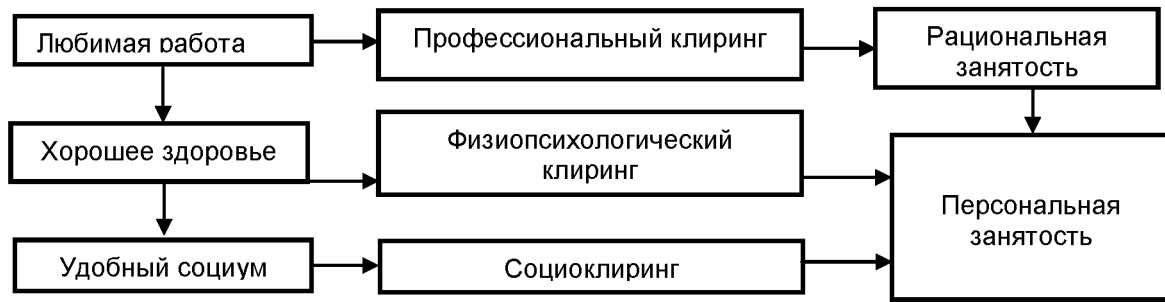 Любимая работа
Профессиональный клиринг
Рациональная
занятость
Хорошее здоровье
Физиопсихологический
клиринг
Персональная
занятость
Удобный социум
Социоклиринг